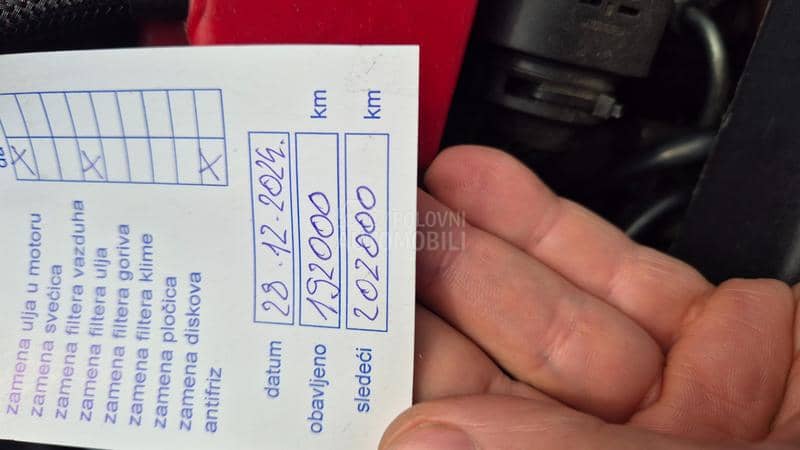 da
zamena ulja u motoru X
zamena svećica
zamena filtera vazduha
zamena filtera ulja X
zamena filtera goriva
zamena filtera klime
zamena pločica
zamena diskova
antifriz X
datum 28.12.2024.
obavljeno 192000 km
sledeći 202000 km
POLOVNI
AUTOMOBILI